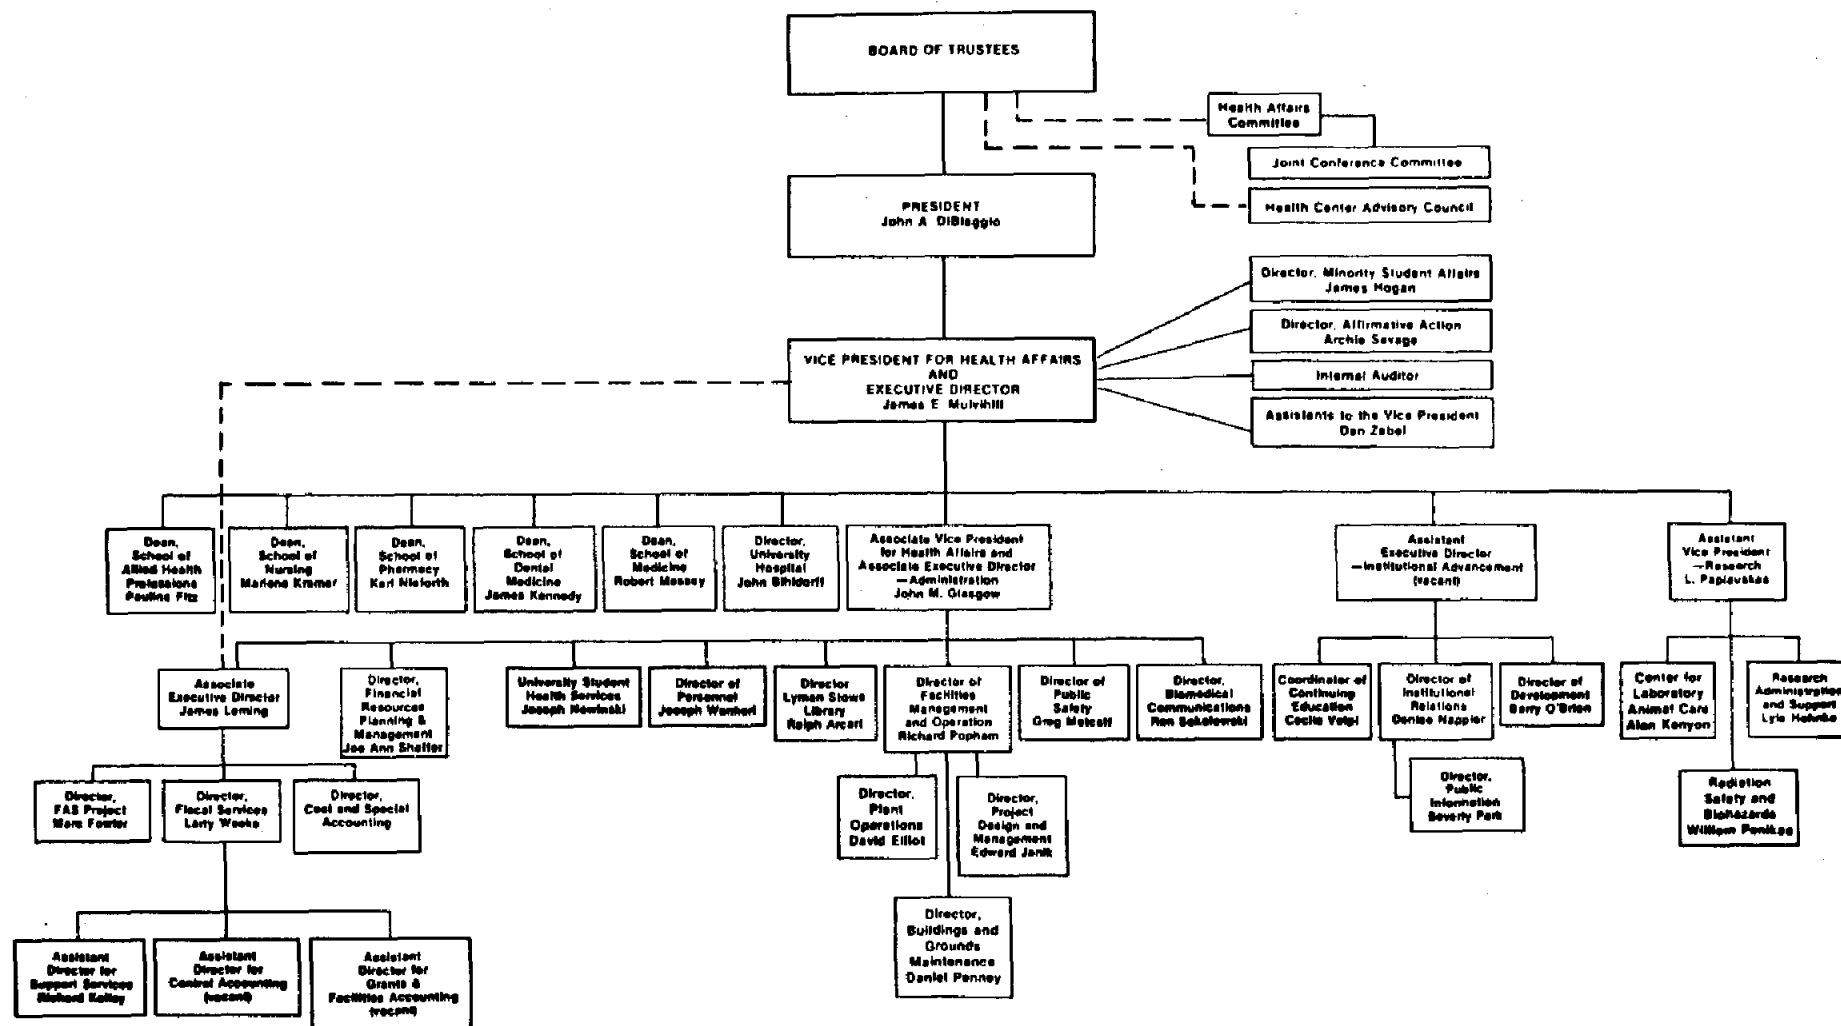 BOARD OF TRUSTEES
Health Affairs
Committee
Joint Conference Committee
Health Center Advisory Council
PRESIDENT
John A. DiBiaggio
Director, Minority Student Affairs
James Hogan
Director, Affirmative Action
Archie Savage
Internal Auditor
Assistants to the Vice President
Dan Zabel
VICE PRESIDENT FOR HEALTH AFFAIRS
AND
EXECUTIVE DIRECTOR
James E. Mulvihill
Dean,
School of
Allied Health
Professions
Pauline Fitz
Dean,
School of
Nursing
Marlene Kramer
Dean,
School of
Pharmacy
Karl Nieforth
Dean,
School of
Dental
Medicine
James Kennedy
Dean,
School of
Medicine
Robert Massey
Director,
University
Hospital
John Bihldorff
Associate Vice President
for Health Affairs and
Associate Executive Director
—Administration
John M. Glasgow
Assistant
Executive Director
—Institutional Advancement
(vacant)
Assistant
Vice President
—Research
L. Paplauskas
Associate
Executive Director
James Leming
Director,
Financial
Resources
Planning &
Management
Joe Ann Shaffer
University Student
Health Services
Joseph Nowinski
Director of
Personnel
Joseph
Director
Lyman
Library
Ralph Arcari
Director of
Facilities
Management
and Operation
Richard Popham
Director of
Public
Safety
Greg Metcalf
Director,
Biomedical
Communications
Ron Sokolowski
Coordinator of
Continuing
Education
Cecile Volpi
Director of
Institutional
Relations
Denise Nappier
Director of
Development
Barry O'Brien
Center for
Laboratory
Animal Care
Alan Kenyon
Research
Administration
and Support
Lyle
Director,
FAS Project
Marc Fowler
Director,
Fiscal Services
Larry Weeks
Director,
Cost and Special
Accounting
Director,
Plant
Operations
David Elliot
Director,
Project
Design and
Management
Edward Janik
Director,
Public
Information
Beverly Park
Radiation
Safety and
Biohazards
William Penikas
Director,
Buildings and
Grounds
Maintenance
Daniel Penney
Assistant
Director for
Support Services
Richard Kelley
Assistant
Director for
Central Accounting
(vacant)
Assistant
Director for
Grants &
Facilities Accounting
(vacant)